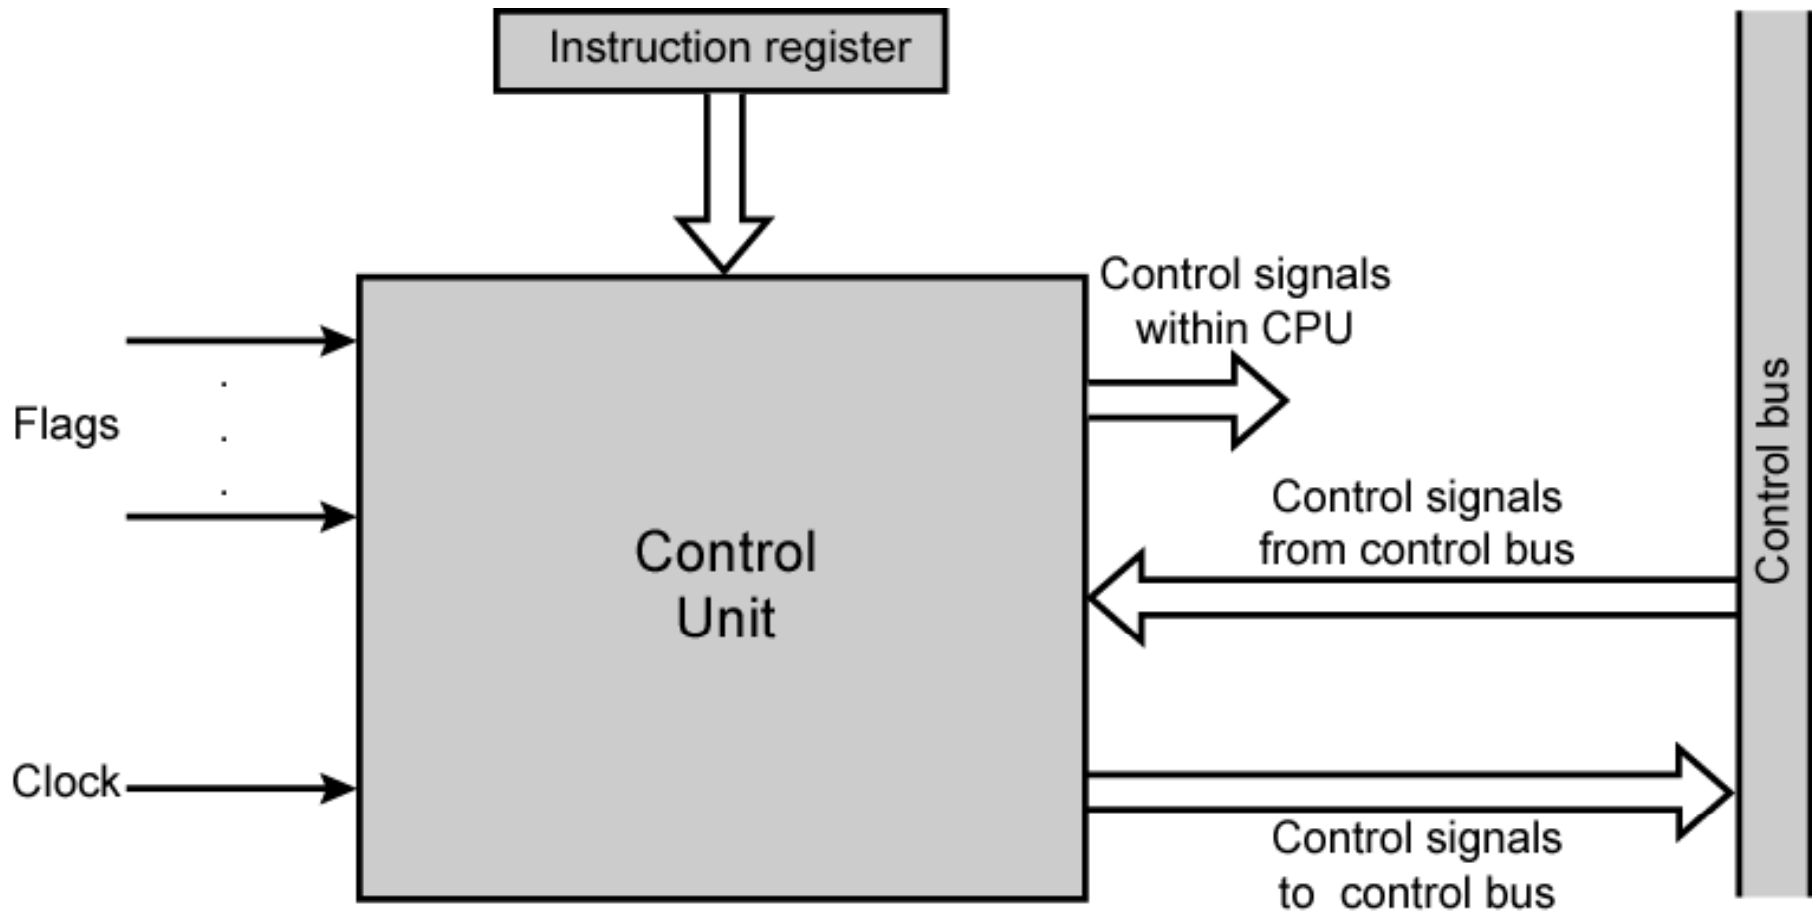 Instruction register
Control signals
within CPU
Flags
Control signals
from control bus
Control
Unit
Control bus
Clock
Control signals
to control bus